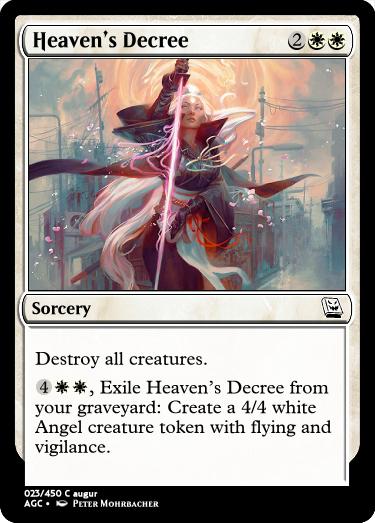 Heaven's Decree 2
Sorcery
Destroy all creatures.
4, Exile Heaven's Decree from
your graveyard: Create a 4/4 white
Angel creature token with flying and
vigilance.
023/450 C augur
AGC • Peter Mohrbacher